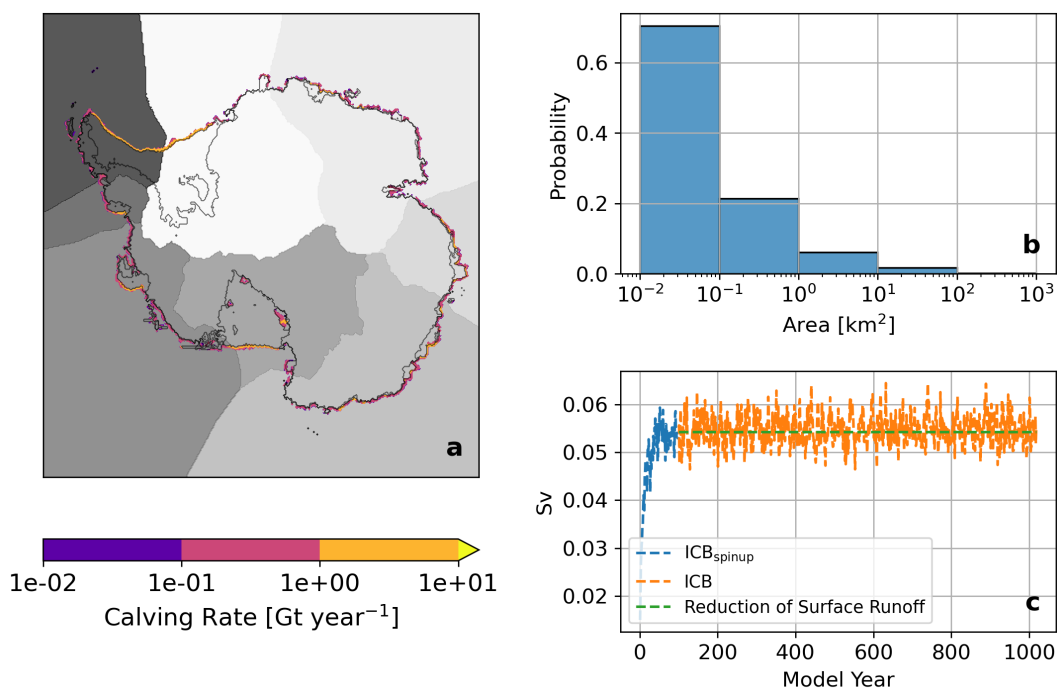 a
1e-02 1e-01 1e+00 1e+01
Calving Rate [Gt year⁻¹]
Probability
0.6
0.4
0.2
0.0
b
10⁻² 10⁻¹ 10⁰ 10¹ 10² 10³
Area [km²]
Sv
0.06
0.05
0.04
0.03
0.02
ICBspinup
ICB
Reduction of Surface Runoff
c
0 200 400 600 800 1000
Model Year